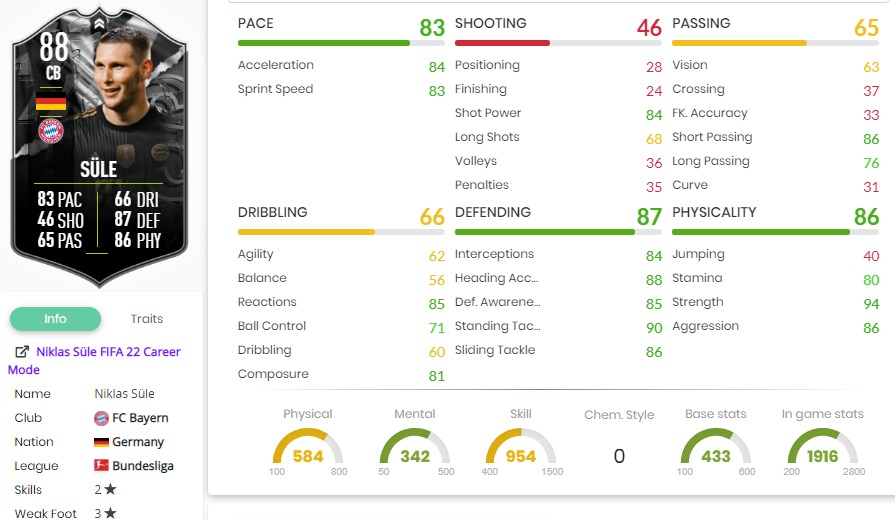 88
CB
SÜLE
83 PAC 66 DRI
46 SHO 87 DEF
65 PAS 86 PHY
Info Traits
Niklas Süle FIFA 22 Career
Mode
Name Niklas Süle
Club FC Bayern
Nation Germany
League Bundesliga
Skills 2 ★
Weak Foot 3 ★
PACE 83
Acceleration 84
Sprint Speed 83
SHOOTING 46
Positioning 28
Finishing 24
Shot Power 84
Long Shots 68
Volleys 36
Penalties 35
PASSING 65
Vision 63
Crossing 37
FK. Accuracy 33
Short Passing 86
Long Passing 76
Curve 31
DRIBBLING 66
Agility 62
Balance 56
Reactions 85
Ball Control 71
Dribbling 60
Composure 81
DEFENDING 87
Interceptions 84
Heading Acc... 88
Def. Awarene... 85
Standing Tac... 90
Sliding Tackle 86
PHYSICALITY 86
Jumping 40
Stamina 80
Strength 94
Aggression 86
Physical
584
100 800
Mental
342
50 500
Skill
954
400 1500
Chem. Style
0
Base stats
433
100 600
In game stats
1916
200 2800